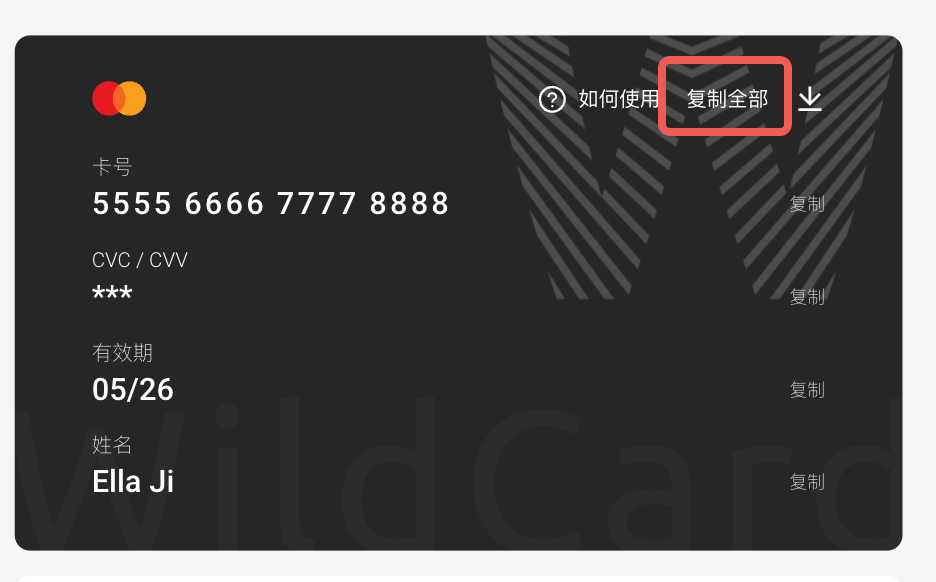 如何使用 复制全部
卡号
5555 6666 7777 8888 复制
CVC / CVV
*** 复制
有效期
05/26 复制
姓名
Ella Ji 复制
WildCard